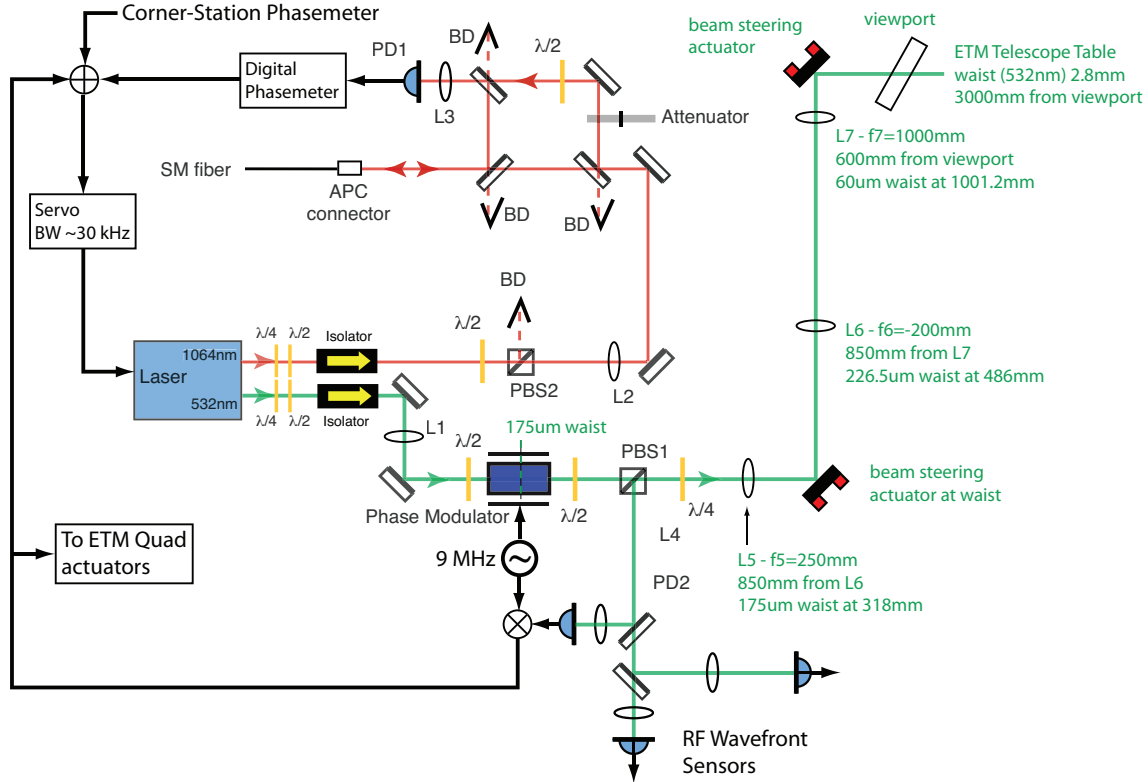 Corner-Station Phasemeter
PD1
BD
λ/2
Digital
Phasemeter
L3
Attenuator
SM fiber
APC
connector
BD
BD
Servo
BW ~30 kHz
beam steering
actuator
viewport
ETM Telescope Table
waist (532nm) 2.8mm
3000mm from viewport
L7 - f7=1000mm
600mm from viewport
60um waist at 1001.2mm
BD
λ/2
λ/4
λ/2
Isolator
1064nm
Laser
532nm
PBS2
L2
L6 - f6=-200mm
850mm from L7
226.5um waist at 486mm
λ/4
λ/2
Isolator
L1
λ/2
175um waist
PBS1
Phase Modulator
λ/2
λ/4
L4
beam steering
actuator at waist
To ETM Quad
actuators
9 MHz
L5 - f5=250mm
850mm from L6
175um waist at 318mm
PD2
RF Wavefront
Sensors